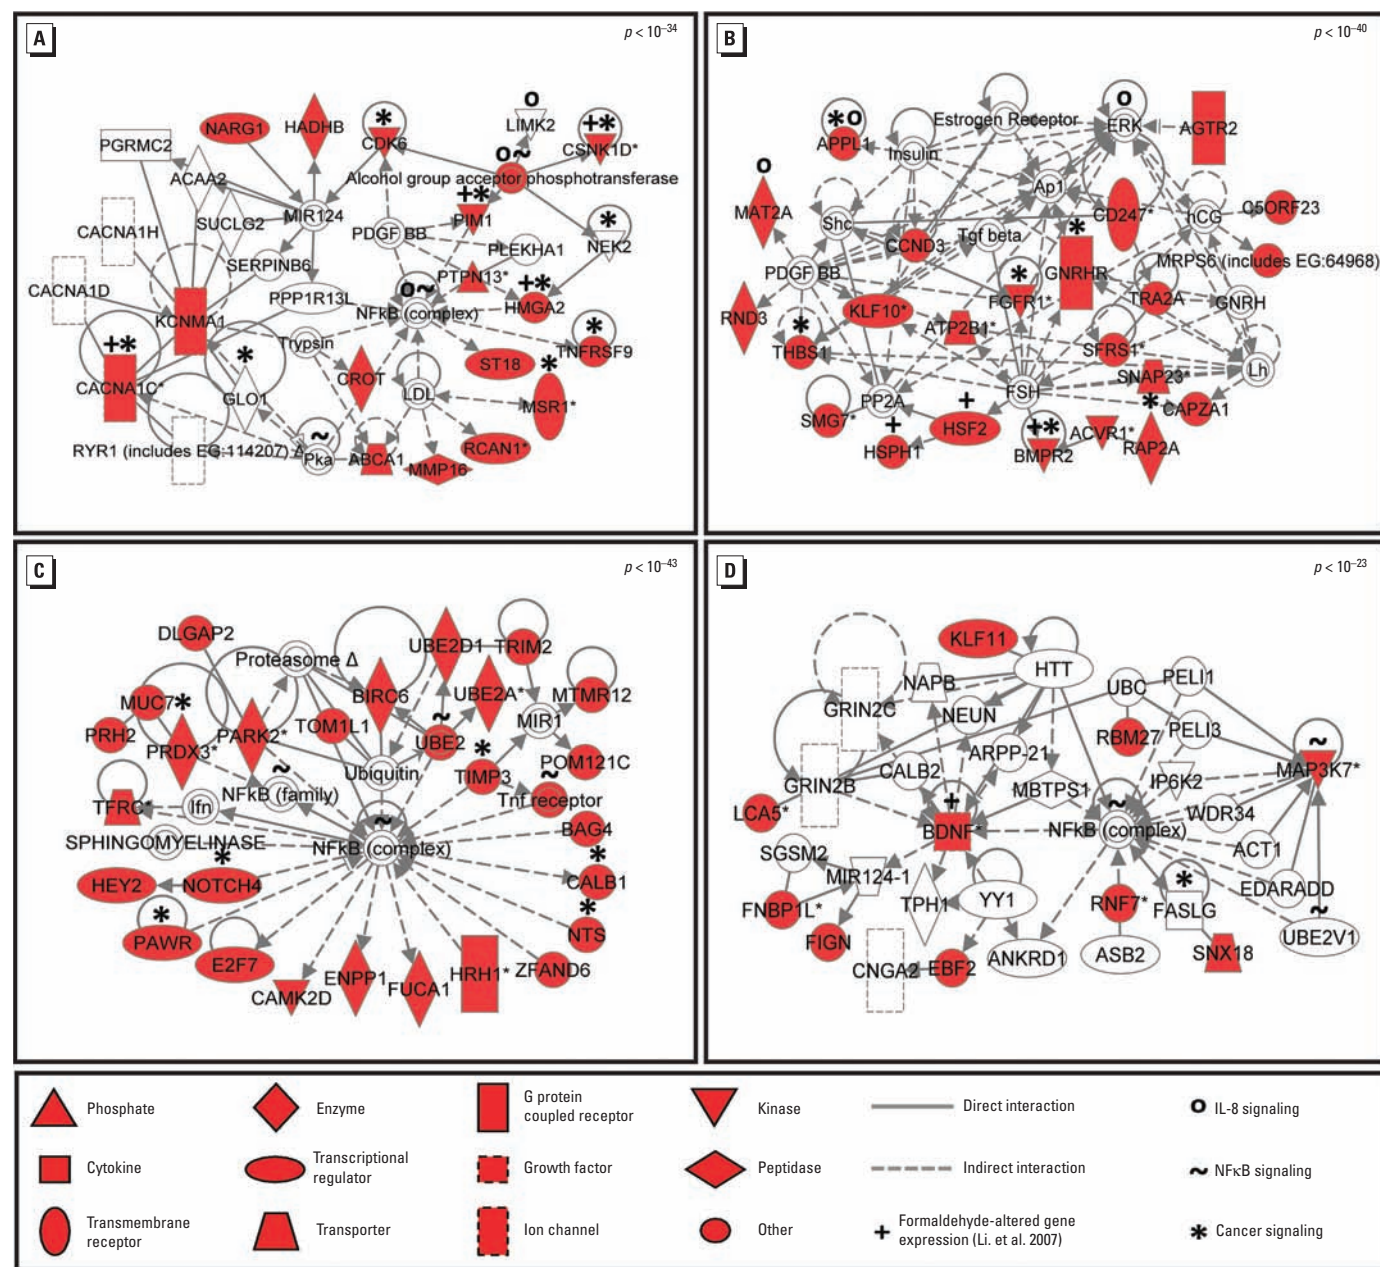 A
p < 10–34
NARG1
HADHB
CDK6
*
O
LIMK2
+*
CSNK1D*
PGRMC2
ACAA2
O~
Alcohol group acceptor phosphotransferase
CACNA1H
SUCLG2
MIR124
PDGF BB
+*
PIM1
PLEKHA1
*
NEK2
SERPINB6
CACNA1D
PTPN13*
PPP1R13L
O~
NFkB (complex)
+*
HMGA2
KCNMA1
Trypsin
*
TNFRSF9
+*
CACNA1C*
*
GLO1
CROT
ST18
LDL
*
MSR1*
RYR1 (includes EG:114207) Δ
~
Pka
ABCA1
MMP16
RCAN1*
B
p < 10–40
*O
APPL1
Estrogen Receptor
O
ERK
AGTR2
Insulin
O
MAT2A
Ap1
Shc
CD247*
hCG
C5ORF23
CCND3
Tgf beta
*
GNRHR
MRPS6 (includes EG:64968)
PDGF BB
*
FGFR1*
TRA2A
GNRH
RND3
KLF10*
ATP2B1*
*
THBS1
SFRS1*
SNAP23*
Lh
PP2A
FSH
SMG7*
+
HSPH1
+
HSF2
+*
BMPR2
ACVR1*
*
RAP2A
CAPZA1
C
p < 10–43
DLGAP2
Proteasome Δ
UBE2D1
TRIM2
MUC7
*
PRDX3*
PRH2
PARK2*
TOM1L1
BIRC6
UBE2A*
MTMR12
MIR1
~
UBE2
POM121C
Ubiquitin
*
TIMP3
~
Tnf receptor
TFRC*
Ifn
~
NFkB (family)
SPHINGOMYELINASE
~
NFkB (complex)
BAG4
*
CALB1
HEY2
*
NOTCH4
*
PAWR
E2F7
*
NTS
CAMK2D
ENPP1
FUCA1
HRH1*
ZFAND6
D
p < 10–23
KLF11
HTT
NAPB
GRIN2C
NEUN
UBC
PELI1
ARPP-21
RBM27
PELI3
CALB2
GRIN2B
MBTPS1
IP6K2
~
MAP3K7*
LCA5*
+
BDNF*
~
NFkB (complex)
WDR34
SGSM2
MIR124-1
ACT1
FNBP1L*
TPH1
YY1
RNF7*
*
FASLG
EDARADD
FIGN
~
UBE2V1
CNGA2
EBF2
ANKRD1
ASB2
SNX18
Phosphate
Enzyme
G protein
coupled receptor
Kinase
Direct interaction
O IL-8 signaling
Cytokine
Transcriptional
regulator
Growth factor
Peptidase
Indirect interaction
~ NFκB signaling
Transmembrane
receptor
Transporter
Ion channel
Other
+ Formaldehyde-altered gene
expression (Li. et al. 2007)
* Cancer signaling